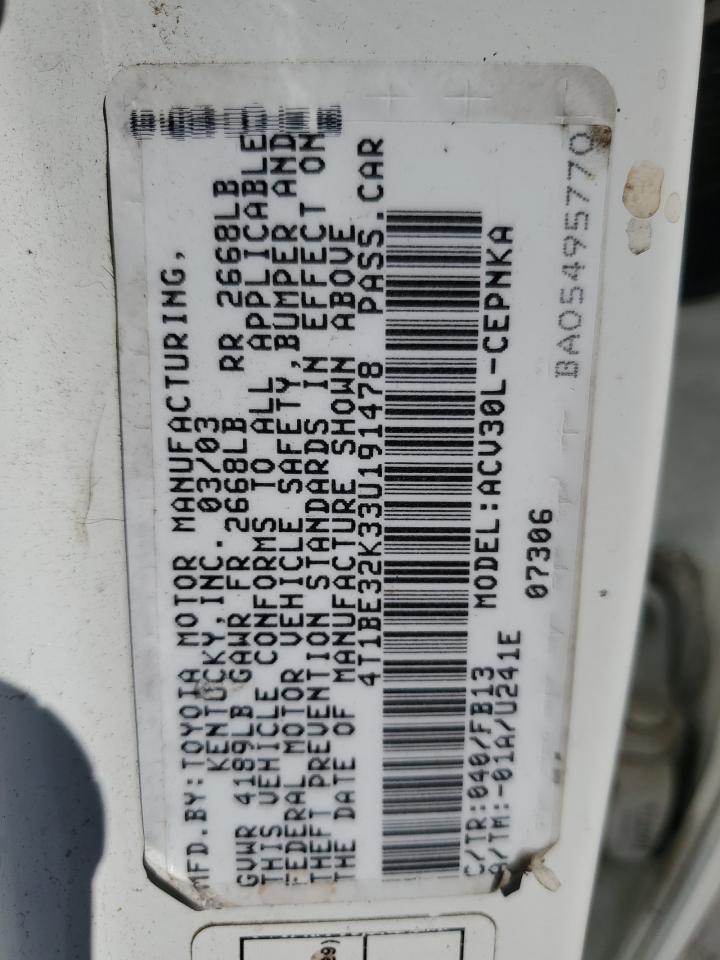 MFD.BY:TOYOTA MOTOR MANUFACTURING,
KENTUCKY,INC. 03/03
GVWR 4189LB GAWR FR 2668LB RR 2668LB
THIS VEHICLE CONFORMS TO ALL APPLICABLE
FEDERAL MOTOR VEHICLE SAFETY,BUMPER AND
THEFT PREVENTION STANDARDS IN EFFECT ON
THE DATE OF MANUFACTURE SHOWN ABOVE
4T1BE32K33U191478 PASS.CAR
C/TR:040/FB13 MODEL:ACV30L-CEPNKA
A/TM:-01A/U241E
07306
BA05495770